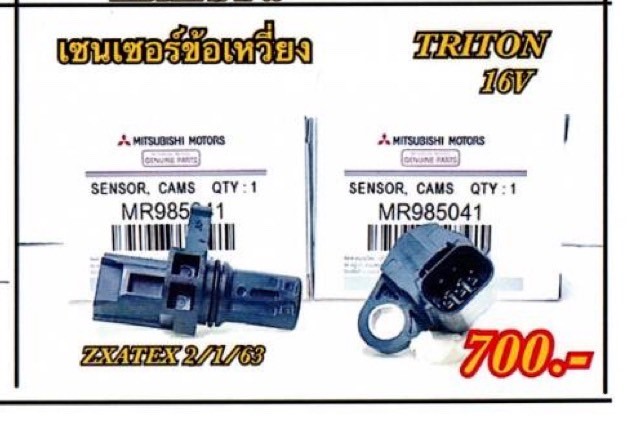 เซนเซอร์ข้อเหวี่ยง
TRITON
16V
MITSUBISHI MOTORS
GENUINE PARTS
SENSOR, CAMS QTY : 1
MITSUBISHI MOTORS
GENUINE PARTS
SENSOR, CAMS QTY : 1
MR985041
ZXATEX 2/1/63
700.-